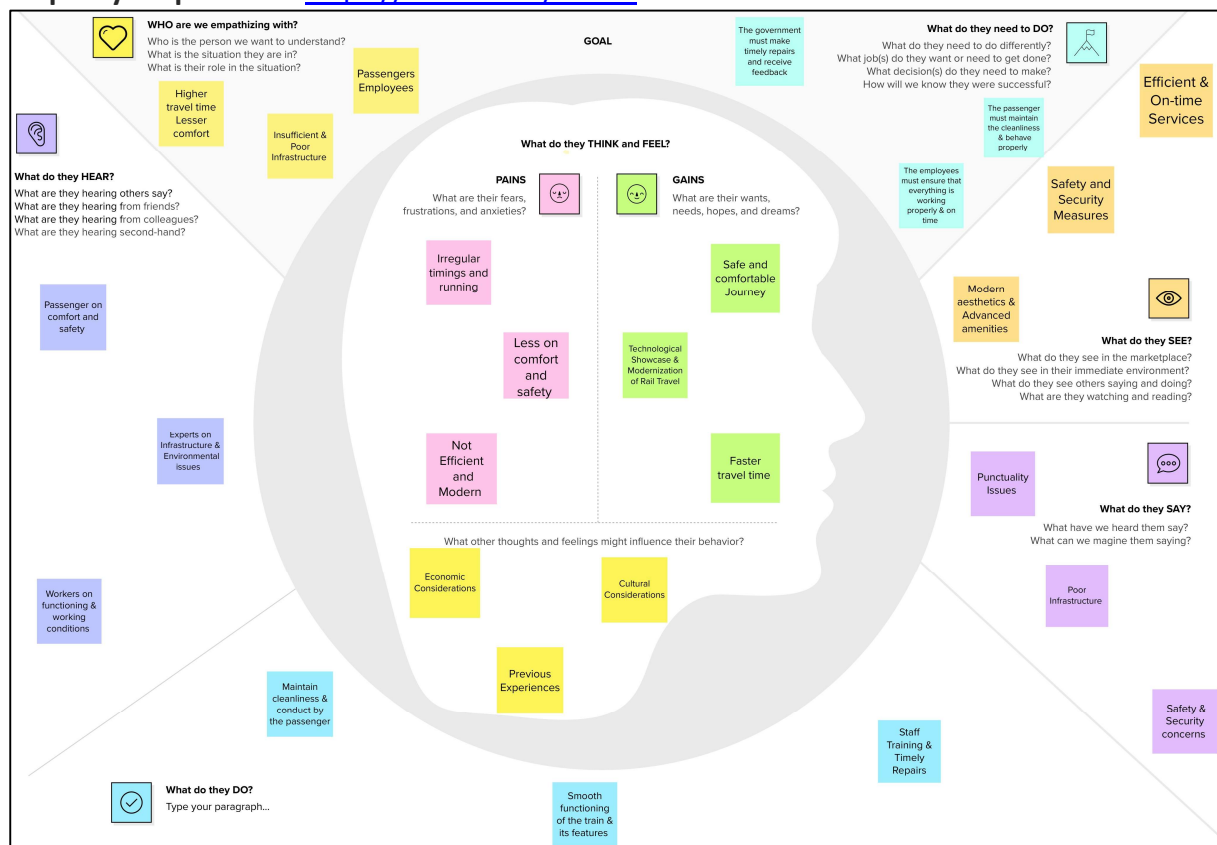 WHO are we empathizing with?
Who is the person we want to understand?
What is the situation they are in?
What is their role in the situation?
Passengers
Employees
Higher
travel time
Lesser
comfort
Insufficient &
Poor
Infrastructure
GOAL
The government
must make
timely repairs
and receive
feedback
What do they need to DO?
What do they need to do differently?
What job(s) do they want or need to get done?
What decision(s) do they need to make?
How will we know they were successful?
The passenger
must maintain
the cleanliness
& behave
properly
The employees
must ensure that
everything is
working
properly & on
time
Efficient &
On-time
Services
Safety and
Security
Measures
Modern
aesthetics &
Advanced
amenities
What do they SEE?
What do they see in the marketplace?
What do they see in their immediate environment?
What do they see others saying and doing?
What are they watching and reading?
What do they HEAR?
What are they hearing others say?
What are they hearing from friends?
What are they hearing from colleagues?
What are they hearing second-hand?
Passenger on
comfort and
safety
Experts on
Infrastructure &
Environmental
issues
Workers on
functioning &
working
conditions
What do they THINK and FEEL?
PAINS
What are their fears,
frustrations, and anxieties?
Irregular
timings and
running
Less on
comfort
and
safety
Not
Efficient
and
Modern
GAINS
What are their wants,
needs, hopes, and dreams?
Safe and
comfortable
Journey
Technological
Showcase &
Modernization
of Rail Travel
Faster
travel time
What other thoughts and feelings might influence their behavior?
Economic
Considerations
Cultural
Considerations
Previous
Experiences
Punctuality
Issues
What do they SAY?
What have we heard them say?
What can we magine them saying?
Poor
Infrastructure
Safety &
Security
concerns
What do they DO?
Type your paragraph...
Maintain
cleanliness &
conduct by
the passenger
Smooth
functioning
of the train &
its features
Staff
Training &
Timely
Repairs